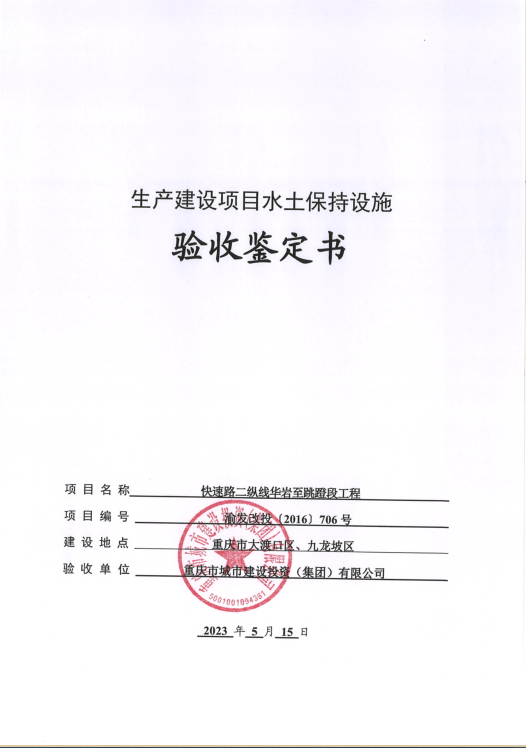 生产建设项目水土保持设施
验收鉴定书
项目名称 快速路二纵线华岩至跳蹬段工程
项目编号 渝发改投〔2016〕706号
建设地点 重庆市大渡口区、九龙坡区
验收单位 重庆市城市建设投资（集团）有限公司
5001001094381
2023 年 5 月 15 日